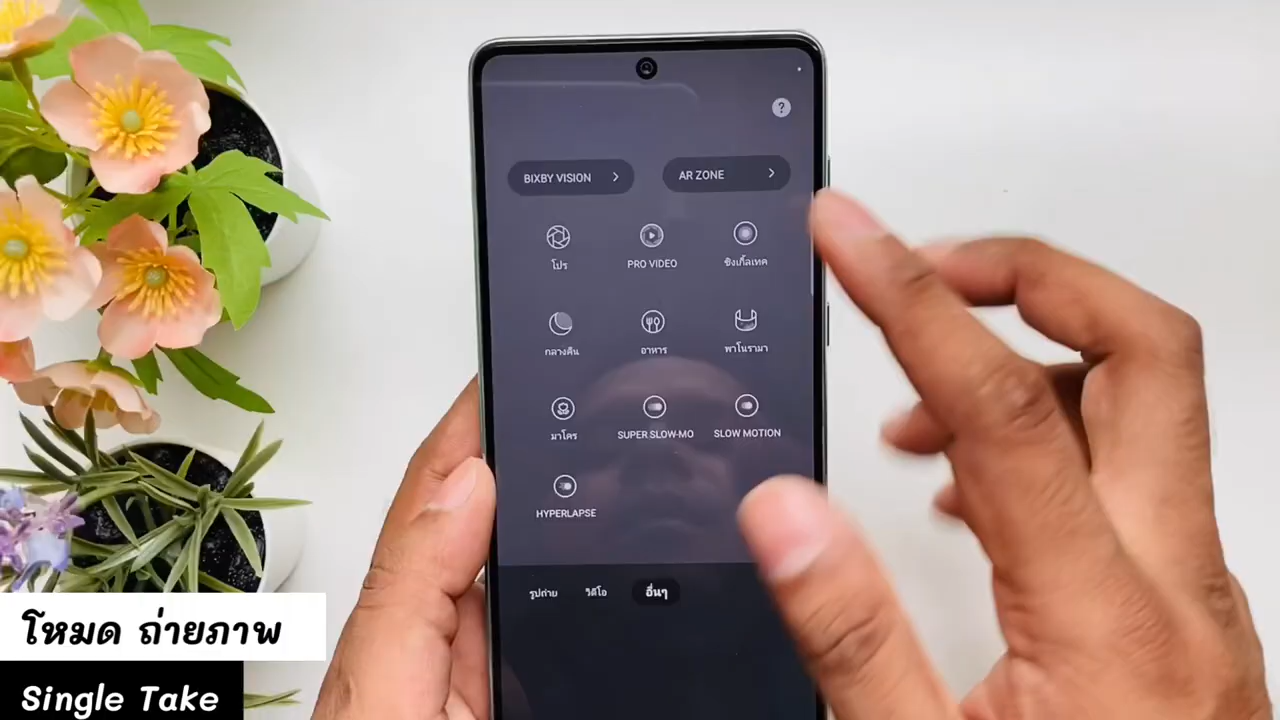 ?
BIXBY VISION >
AR ZONE >
โปร
PRO VIDEO
ซิงเกิ้ลเทค
กลางคืน
อาหาร
พาโนรามา
มาโคร
SUPER SLOW-MO
SLOW MOTION
HYPERLAPSE
รูปถ่าย
วิดีโอ
อื่นๆ
โหมด ถ่ายภาพ
Single Take